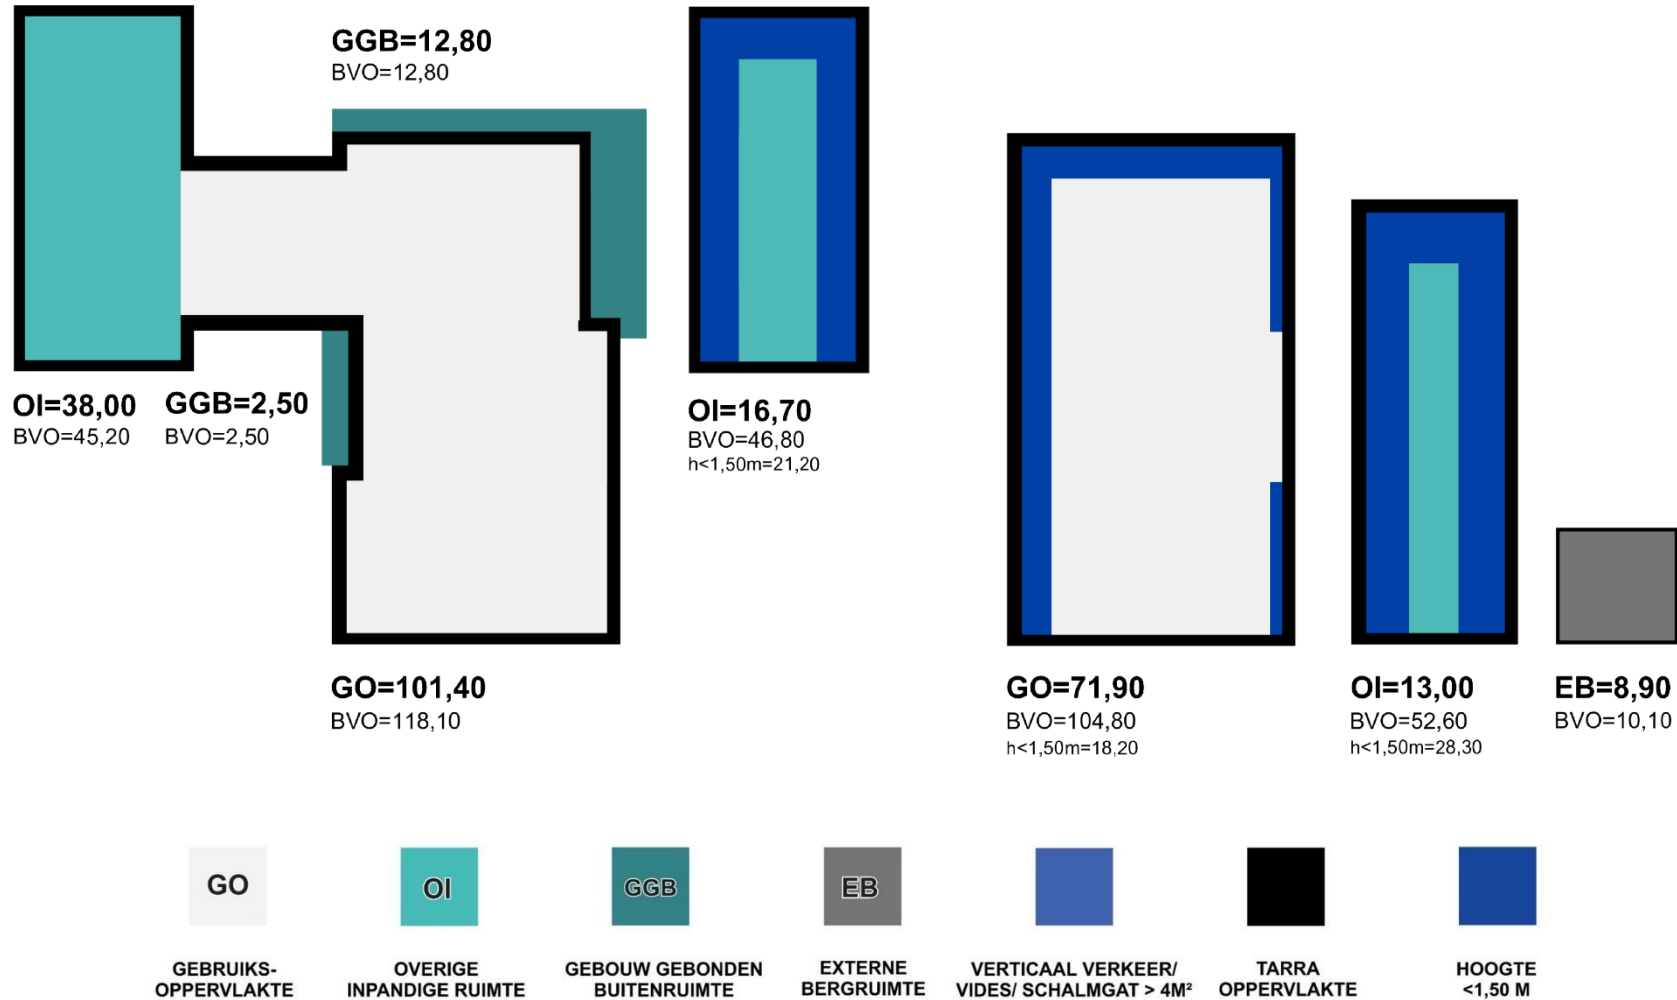 GGB=12,80
BVO=12,80
OI=38,00
BVO=45,20
GGB=2,50
BVO=2,50
OI=16,70
BVO=46,80
h<1,50m=21,20
GO=101,40
BVO=118,10
GO=71,90
BVO=104,80
h<1,50m=18,20
OI=13,00
BVO=52,60
h<1,50m=28,30
EB=8,90
BVO=10,10
GO
GEBRUIKS-
OPPERVLAKTE
OI
OVERIGE
INPANDIGE RUIMTE
GGB
GEBOUW GEBONDEN
BUITENRUIMTE
EB
EXTERNE
BERGRUIMTE
VERTICAAL VERKEER/
VIDES/ SCHALMGAT > 4M²
TARRA
OPPERVLAKTE
HOOGTE
<1,50 M